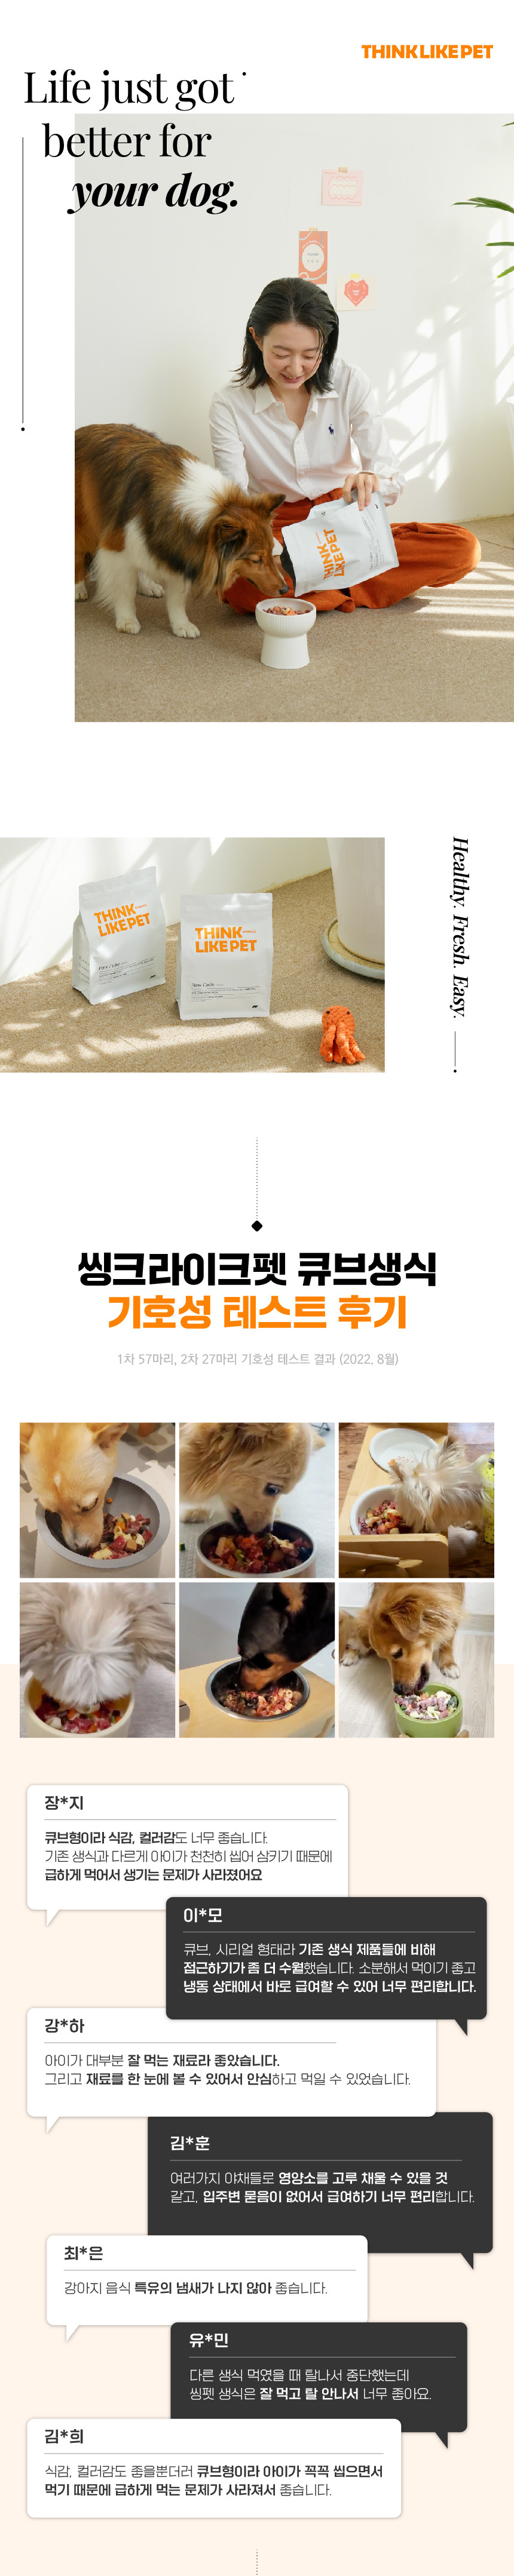 THINKLIKEPET
Life just got
better for
your dog.
THINK
LIKEPET
Healthy. Fresh. Easy.
THINK
LIKEPET
THINK
LIKEPET
씽크라이크펫 큐브생식
기호성 테스트 후기
1차 57마리, 2차 27마리 기호성 테스트 결과 (2022. 8월)
장*지
큐브형이라 식감, 컬러감도 너무 좋습니다.
기존 생식과 다르게 아이가 천천히 씹어 삼키기 때문에
급하게 먹어서 생기는 문제가 사라졌어요
이*모
큐브, 시리얼 형태라 기존 생식 제품들에 비해
접근하기가 좀 더 수월했습니다. 소분해서 먹이기 좋고
냉동 상태에서 바로 급여할 수 있어 너무 편리합니다.
강*하
아이가 대부분 잘 먹는 재료라 좋았습니다.
그리고 재료를 한 눈에 볼 수 있어서 안심하고 먹일 수 있었습니다.
김*훈
여러가지 야채들로 영양소를 고루 채울 수 있을 것
같고, 입주변 묻음이 없어서 급여하기 너무 편리합니다.
최*은
강아지 음식 특유의 냄새가 나지 않아 좋습니다.
유*민
다른 생식 먹였을 때 탈나서 중단했는데
씽펫 생식은 잘 먹고 탈 안나서 너무 좋아요.
김*희
식감, 컬러감도 좋을뿐더러 큐브형이라 아이가 꼭꼭 씹으면서
먹기 때문에 급하게 먹는 문제가 사라져서 좋습니다.